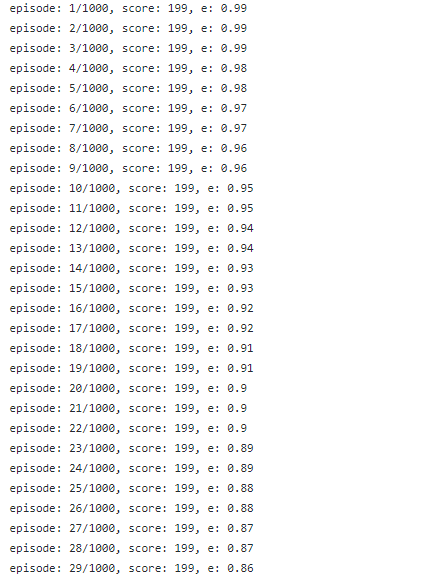 episode: 1/1000, score: 199, e: 0.99
episode: 2/1000, score: 199, e: 0.99
episode: 3/1000, score: 199, e: 0.99
episode: 4/1000, score: 199, e: 0.98
episode: 5/1000, score: 199, e: 0.98
episode: 6/1000, score: 199, e: 0.97
episode: 7/1000, score: 199, e: 0.97
episode: 8/1000, score: 199, e: 0.96
episode: 9/1000, score: 199, e: 0.96
episode: 10/1000, score: 199, e: 0.95
episode: 11/1000, score: 199, e: 0.95
episode: 12/1000, score: 199, e: 0.94
episode: 13/1000, score: 199, e: 0.94
episode: 14/1000, score: 199, e: 0.93
episode: 15/1000, score: 199, e: 0.93
episode: 16/1000, score: 199, e: 0.92
episode: 17/1000, score: 199, e: 0.92
episode: 18/1000, score: 199, e: 0.91
episode: 19/1000, score: 199, e: 0.91
episode: 20/1000, score: 199, e: 0.9
episode: 21/1000, score: 199, e: 0.9
episode: 22/1000, score: 199, e: 0.9
episode: 23/1000, score: 199, e: 0.89
episode: 24/1000, score: 199, e: 0.89
episode: 25/1000, score: 199, e: 0.88
episode: 26/1000, score: 199, e: 0.88
episode: 27/1000, score: 199, e: 0.87
episode: 28/1000, score: 199, e: 0.87
episode: 29/1000, score: 199, e: 0.86